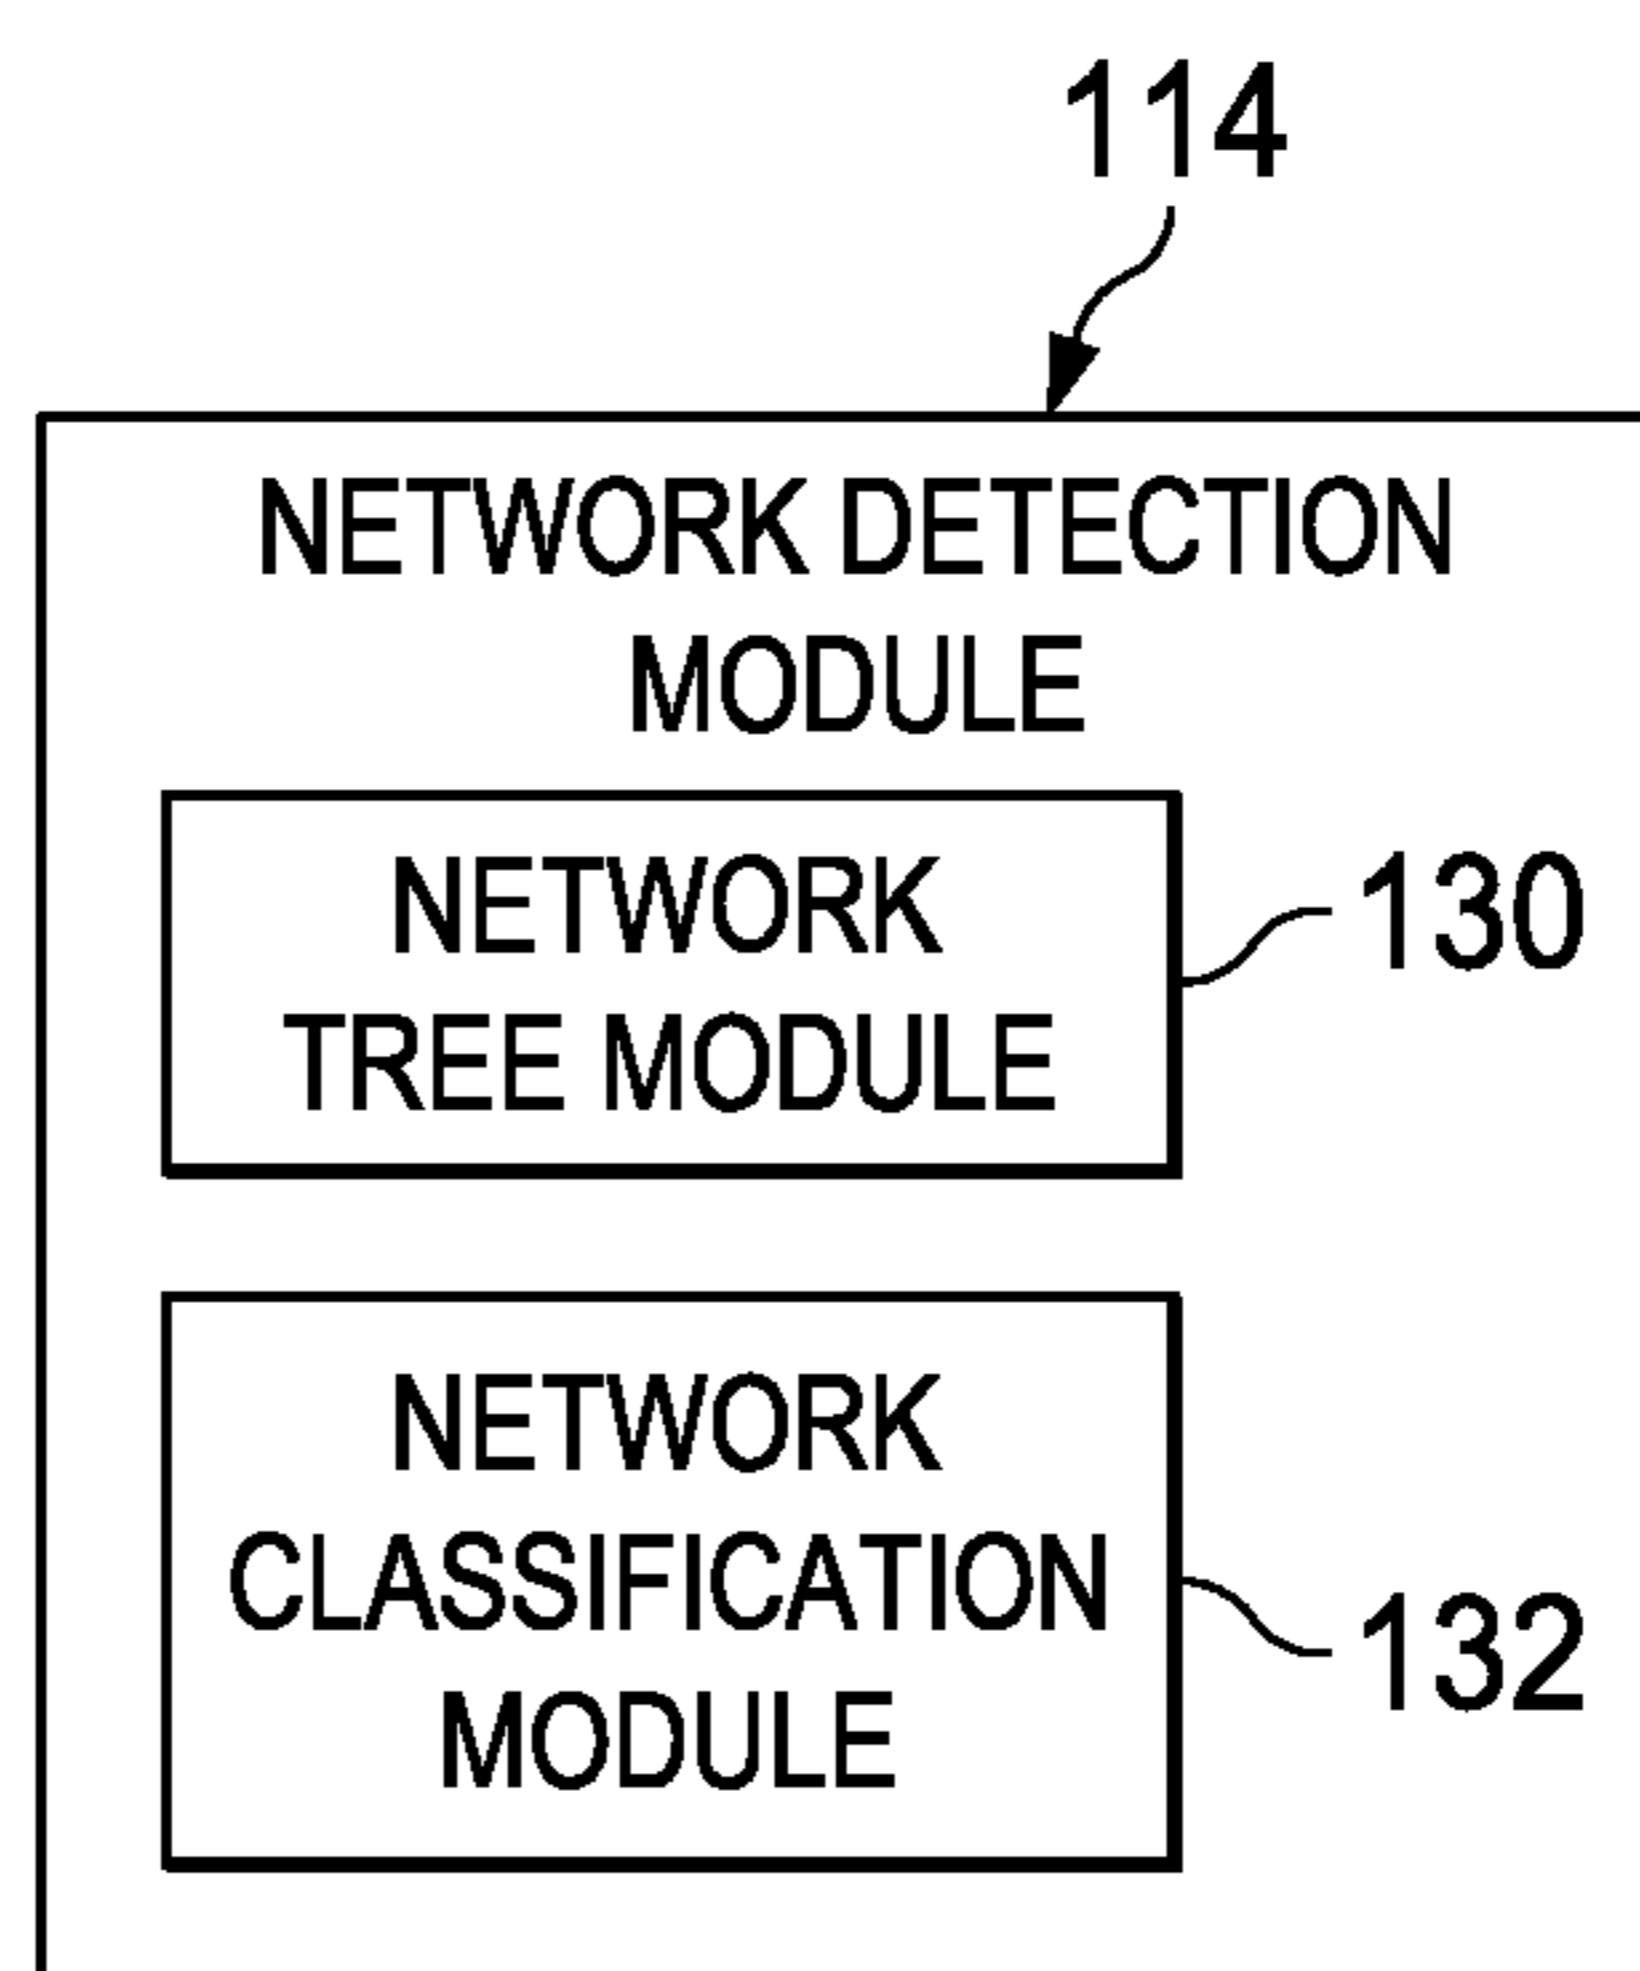 114
NETWORK DETECTION
MODULE
NETWORK
TREE MODULE
130
NETWORK
CLASSIFICATION
MODULE
132